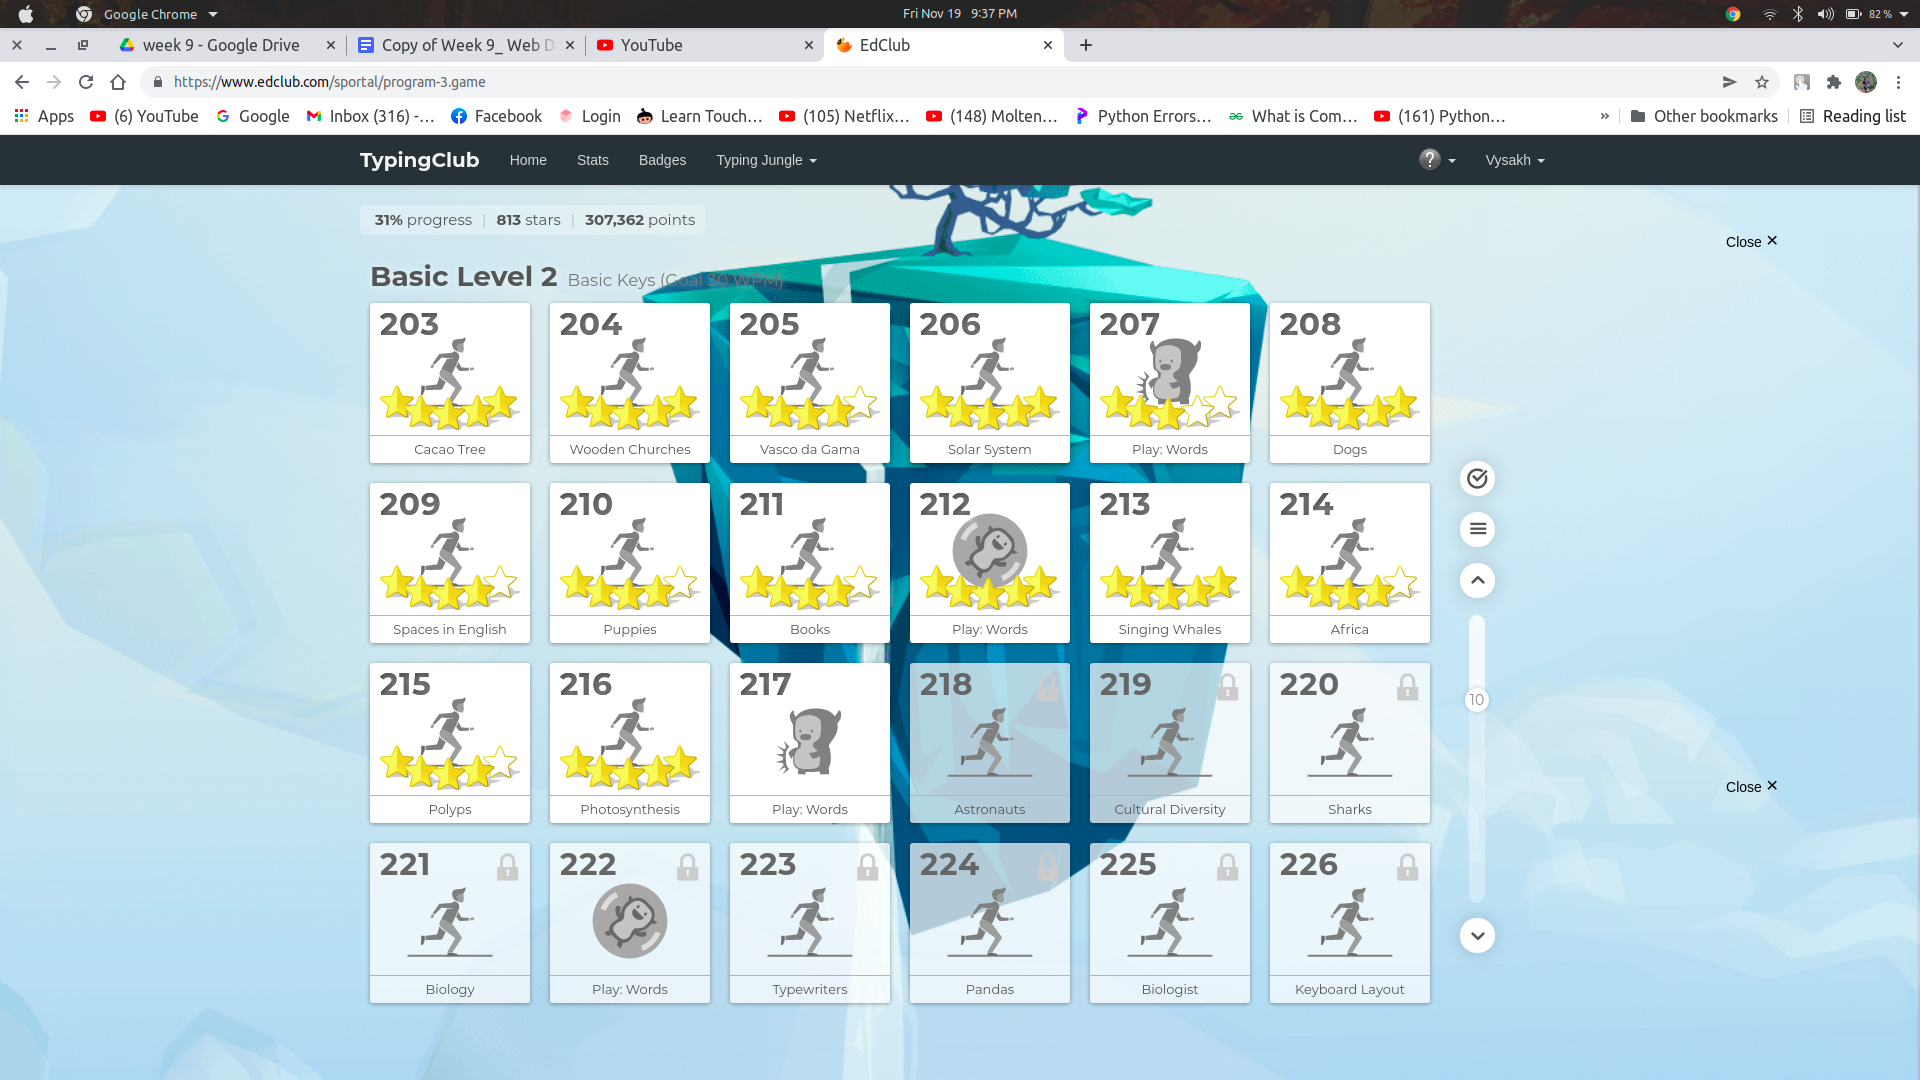 Google Chrome
Fri Nov 19 9:37 PM
82 %
week 9 - Google Drive
Copy of Week 9_ Web D
YouTube
EdClub
https://www.edclub.com/sportal/program-3.game
Apps
(6) YouTube
Google
Inbox (316) -...
Facebook
Login
Learn Touch...
(105) Netflix...
(148) Molten...
Python Errors...
What is Com...
(161) Python...
»
Other bookmarks
Reading list
TypingClub
Home
Stats
Badges
Typing Jungle
?
Vysakh
31% progress | 813 stars | 307,362 points
Close ✕
Basic Level 2 Basic Keys (Goal 30 WPM)
203
204
205
206
207
208
Cacao Tree
Wooden Churches
Vasco da Gama
Solar System
Play: Words
Dogs
209
210
211
212
213
214
Spaces in English
Puppies
Books
Play: Words
Singing Whales
Africa
215
216
217
218
219
220
10
Close ✕
Polyps
Photosynthesis
Play: Words
Astronauts
Cultural Diversity
Sharks
221
222
223
224
225
226
Biology
Play: Words
Typewriters
Pandas
Biologist
Keyboard Layout